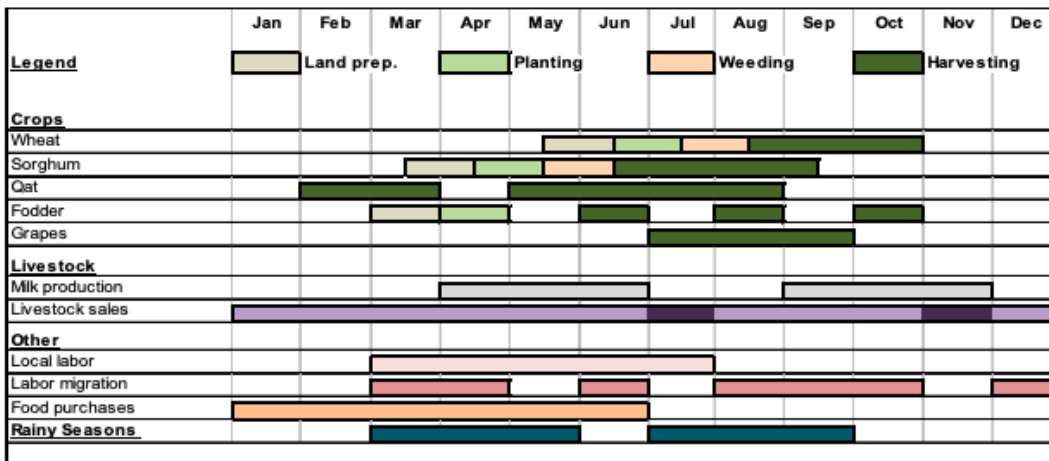 Jan Feb Mar Apr May Jun Jul Aug Sep Oct Nov Dec
Legend Land prep. Planting Weeding Harvesting
Crops
Wheat
Sorghum
Qat
Fodder
Grapes
Livestock
Milk production
Livestock sales
Other
Local labor
Labor migration
Food purchases
Rainy Seasons